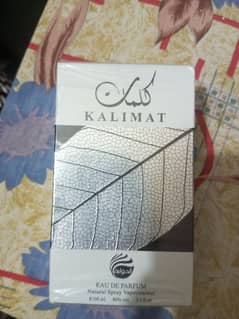 كلمات
KALIMAT
EAU DE PARFUM
Natural Spray Vaporisateur